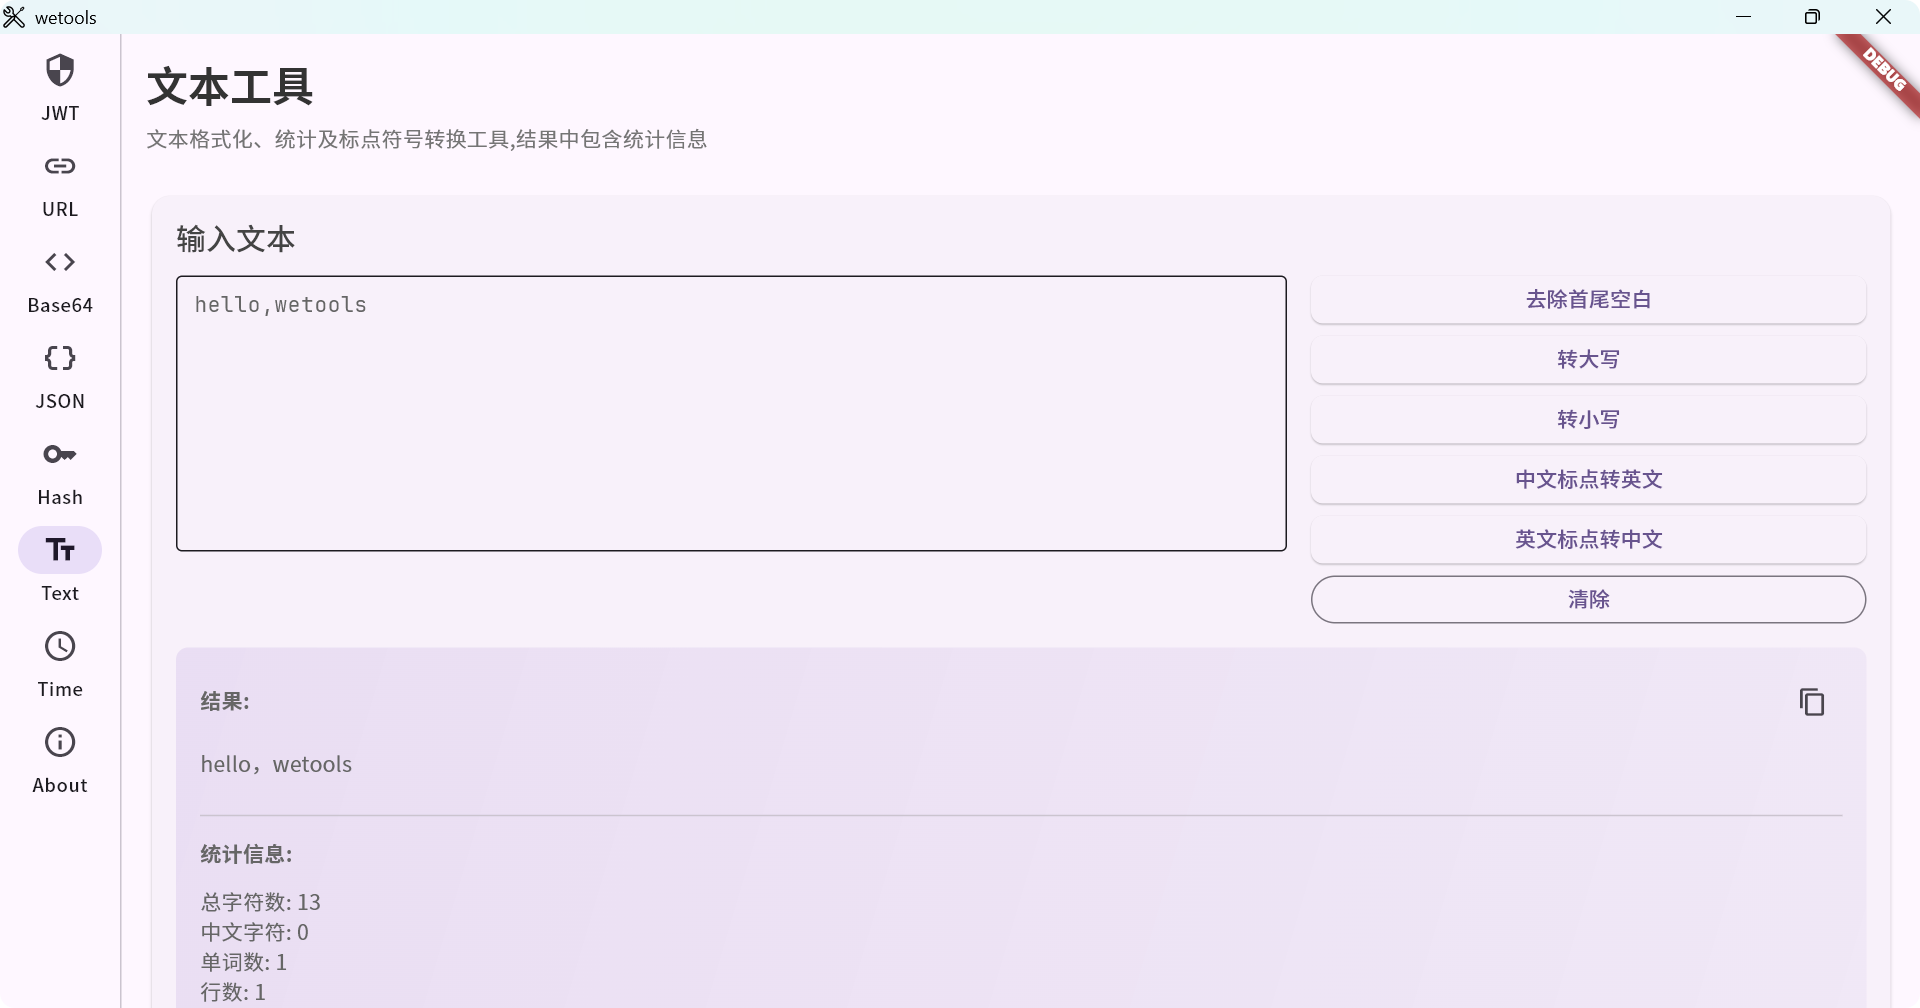 wetools
DEBUG
JWT
URL
Base64
JSON
Hash
Text
Time
About
文本工具
文本格式化、统计及标点符号转换工具,结果中包含统计信息
输入文本
hello,wetools
去除首尾空白
转大写
转小写
中文标点转英文
英文标点转中文
清除
结果:
hello，wetools
统计信息:
总字符数: 13
中文字符: 0
单词数: 1
行数: 1